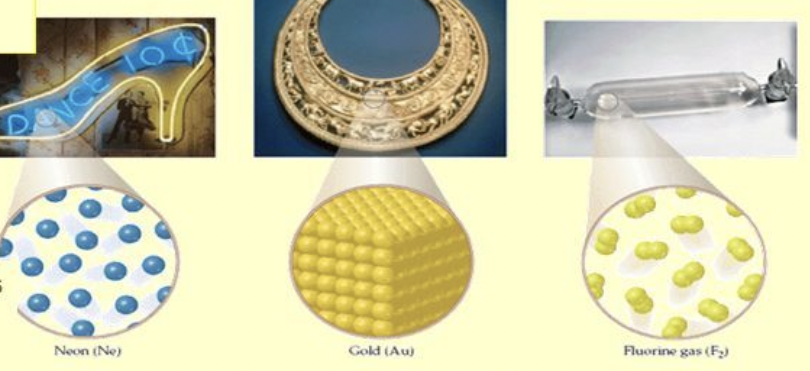 DANCE 10¢
Neon (Ne)
Gold (Au)
Fluorine gas (F₂)